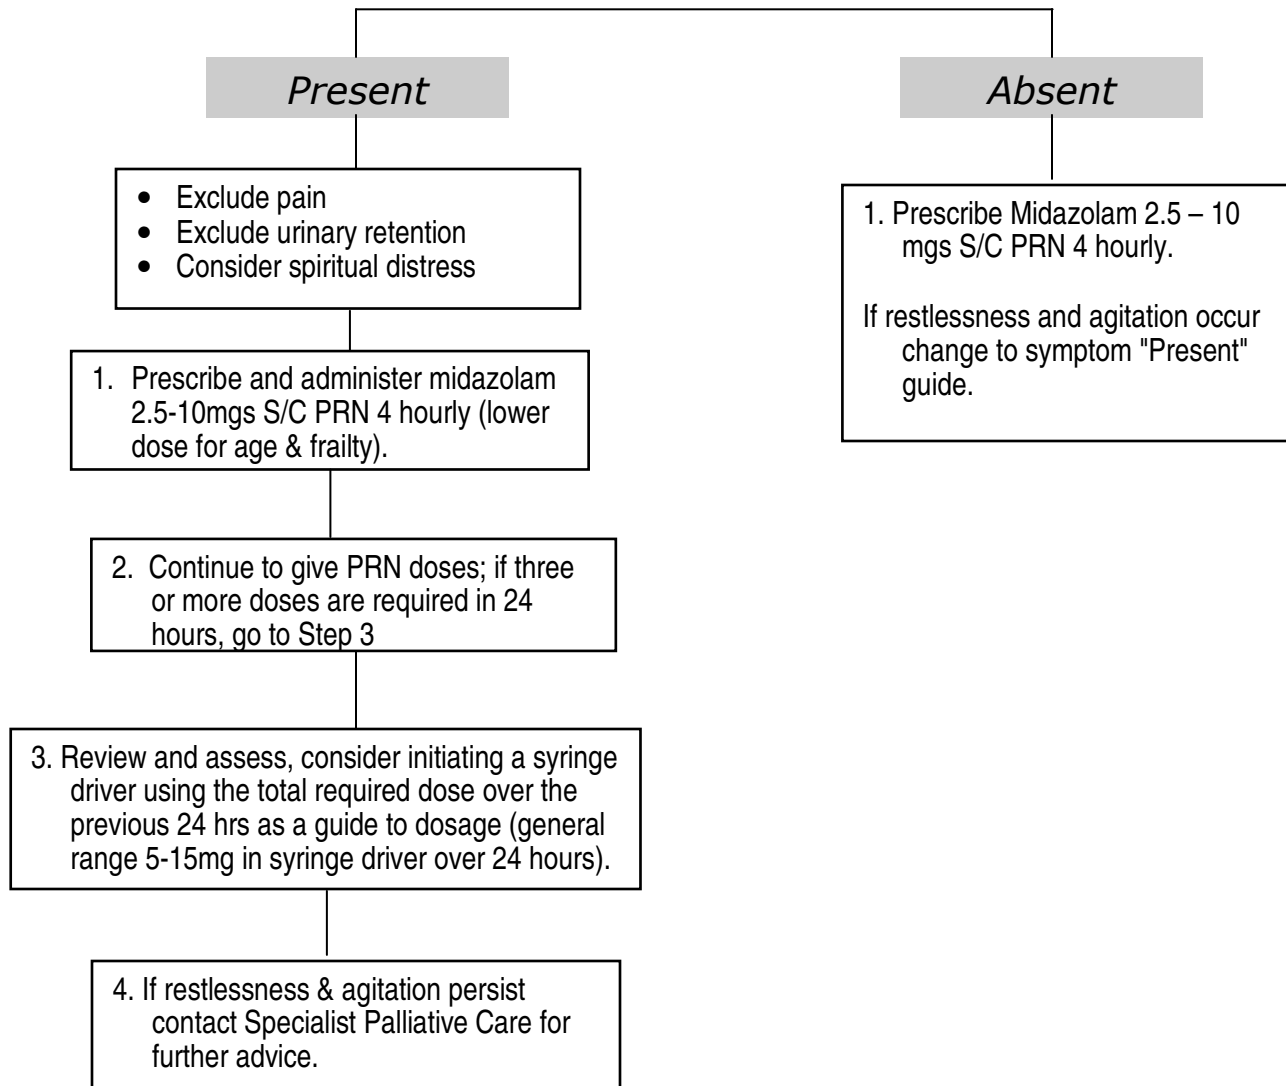 Present
• Exclude pain
• Exclude urinary retention
• Consider spiritual distress
1. Prescribe and administer midazolam
2.5-10mgs S/C PRN 4 hourly (lower
dose for age & frailty).
2. Continue to give PRN doses; if three
or more doses are required in 24
hours, go to Step 3
3. Review and assess, consider initiating a syringe
driver using the total required dose over the
previous 24 hrs as a guide to dosage (general
range 5-15mg in syringe driver over 24 hours).
4. If restlessness & agitation persist
contact Specialist Palliative Care for
further advice.
Absent
1. Prescribe Midazolam 2.5 – 10
mgs S/C PRN 4 hourly.
If restlessness and agitation occur
change to symptom "Present"
guide.